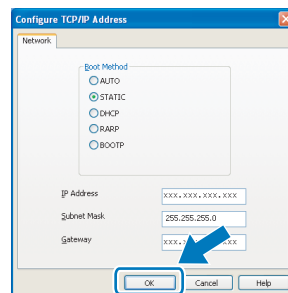 Configure TCP/IP Address
Network
Boot Method
AUTO
STATIC
DHCP
RARP
BOOTP
IP Address xxx.xxx.xxx.xxx
Subnet Mask 255.255.255.0
Gateway
OK Cancel Help